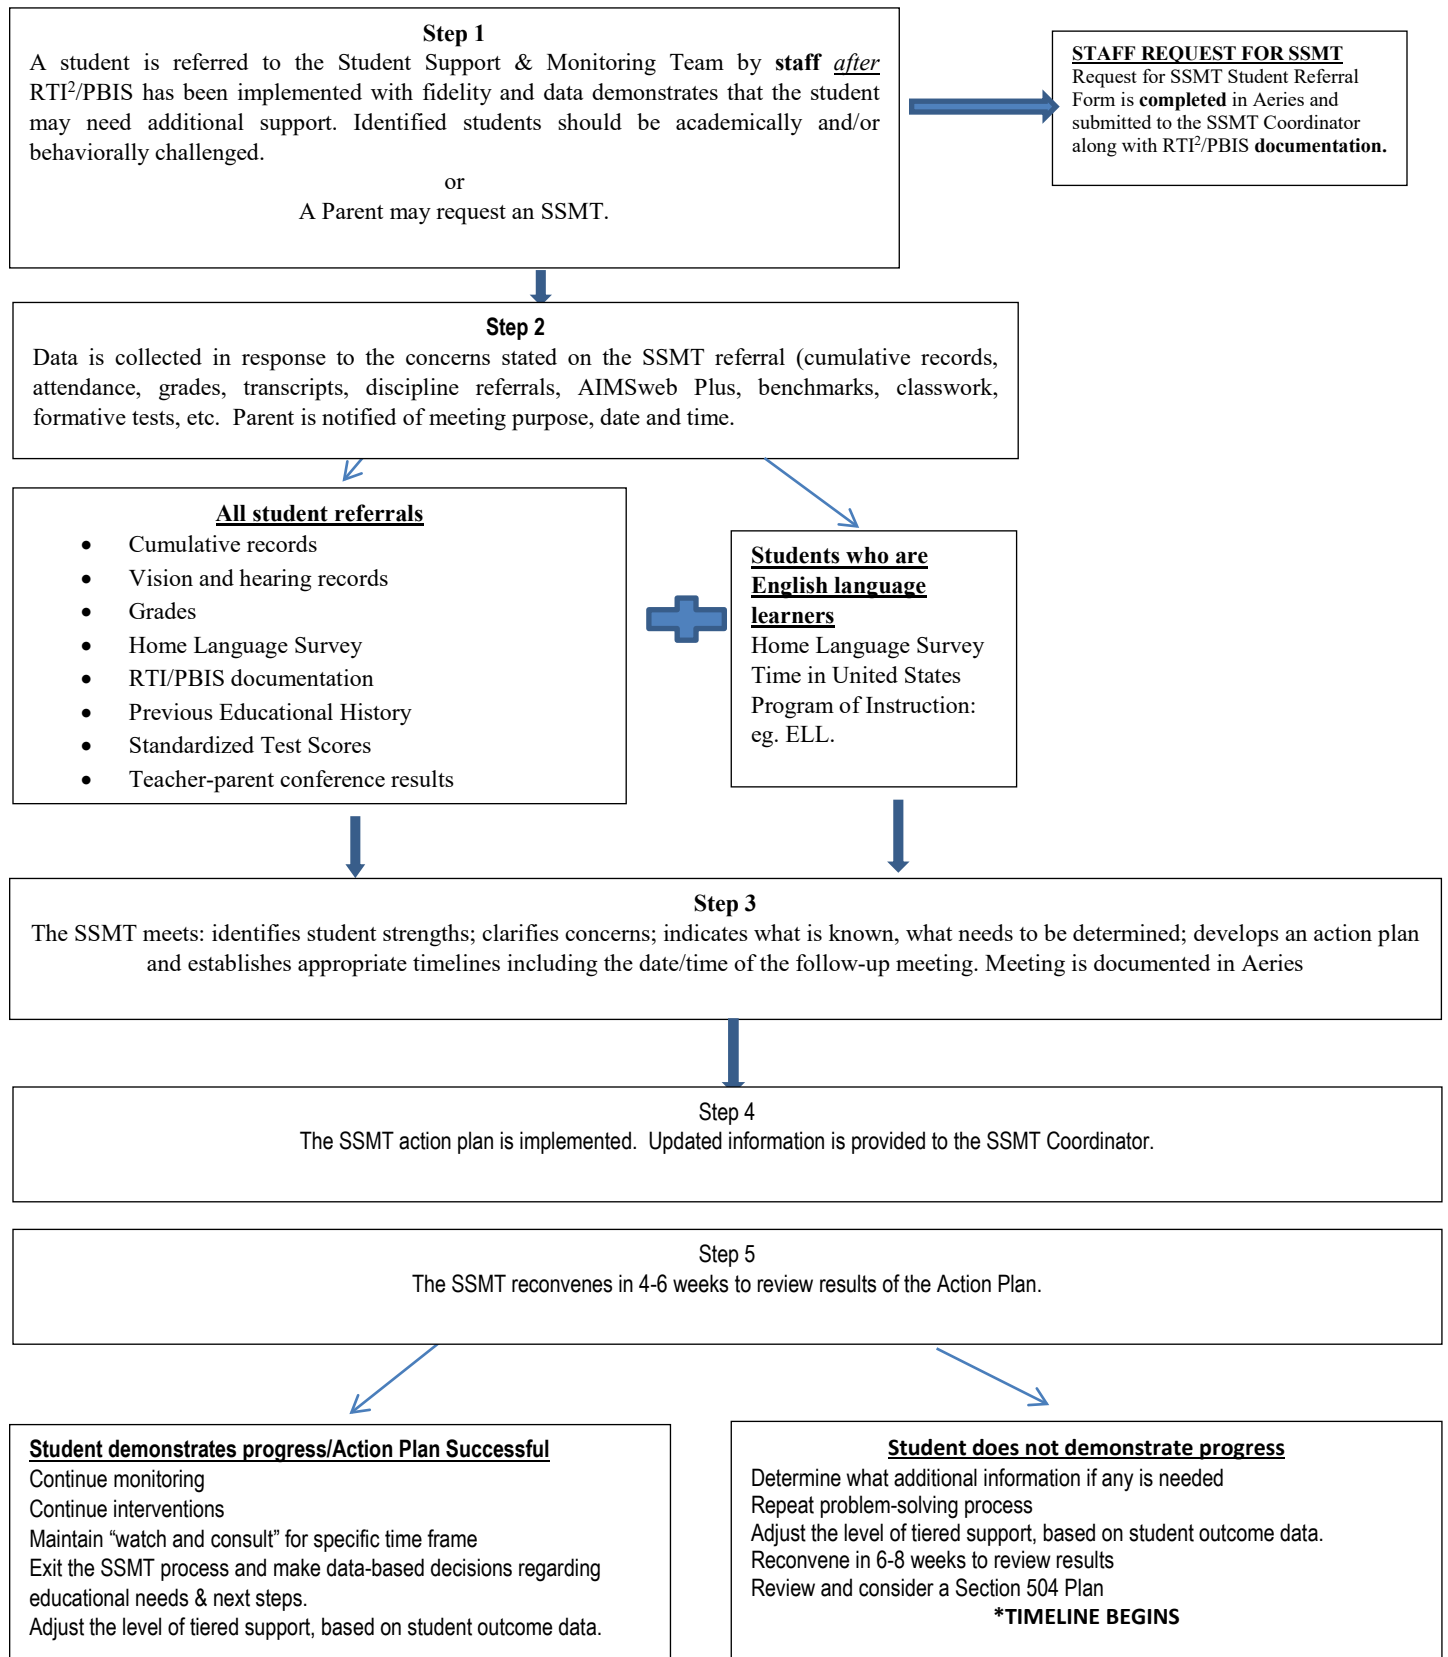 Step 1
A student is referred to the Student Support & Monitoring Team by staff after
RTI²/PBIS has been implemented with fidelity and data demonstrates that the student
may need additional support. Identified students should be academically and/or
behaviorally challenged.
or
A Parent may request an SSMT.
STAFF REQUEST FOR SSMT
Request for SSMT Student Referral
Form is completed in Aeries and
submitted to the SSMT Coordinator
along with RTI²/PBIS documentation.
Step 2
Data is collected in response to the concerns stated on the SSMT referral (cumulative records,
attendance, grades, transcripts, discipline referrals, AIMSweb Plus, benchmarks, classwork,
formative tests, etc. Parent is notified of meeting purpose, date and time.
All student referrals
• Cumulative records
• Vision and hearing records
• Grades
• Home Language Survey
• RTI/PBIS documentation
• Previous Educational History
• Standardized Test Scores
• Teacher-parent conference results
Students who are
English language
learners
Home Language Survey
Time in United States
Program of Instruction:
eg. ELL.
Step 3
The SSMT meets: identifies student strengths; clarifies concerns; indicates what is known, what needs to be determined; develops an action plan
and establishes appropriate timelines including the date/time of the follow-up meeting. Meeting is documented in Aeries
Step 4
The SSMT action plan is implemented. Updated information is provided to the SSMT Coordinator.
Step 5
The SSMT reconvenes in 4-6 weeks to review results of the Action Plan.
Student demonstrates progress/Action Plan Successful
Continue monitoring
Continue interventions
Maintain “watch and consult” for specific time frame
Exit the SSMT process and make data-based decisions regarding
educational needs & next steps.
Adjust the level of tiered support, based on student outcome data.
Student does not demonstrate progress
Determine what additional information if any is needed
Repeat problem-solving process
Adjust the level of tiered support, based on student outcome data.
Reconvene in 6-8 weeks to review results
Review and consider a Section 504 Plan
*TIMELINE BEGINS